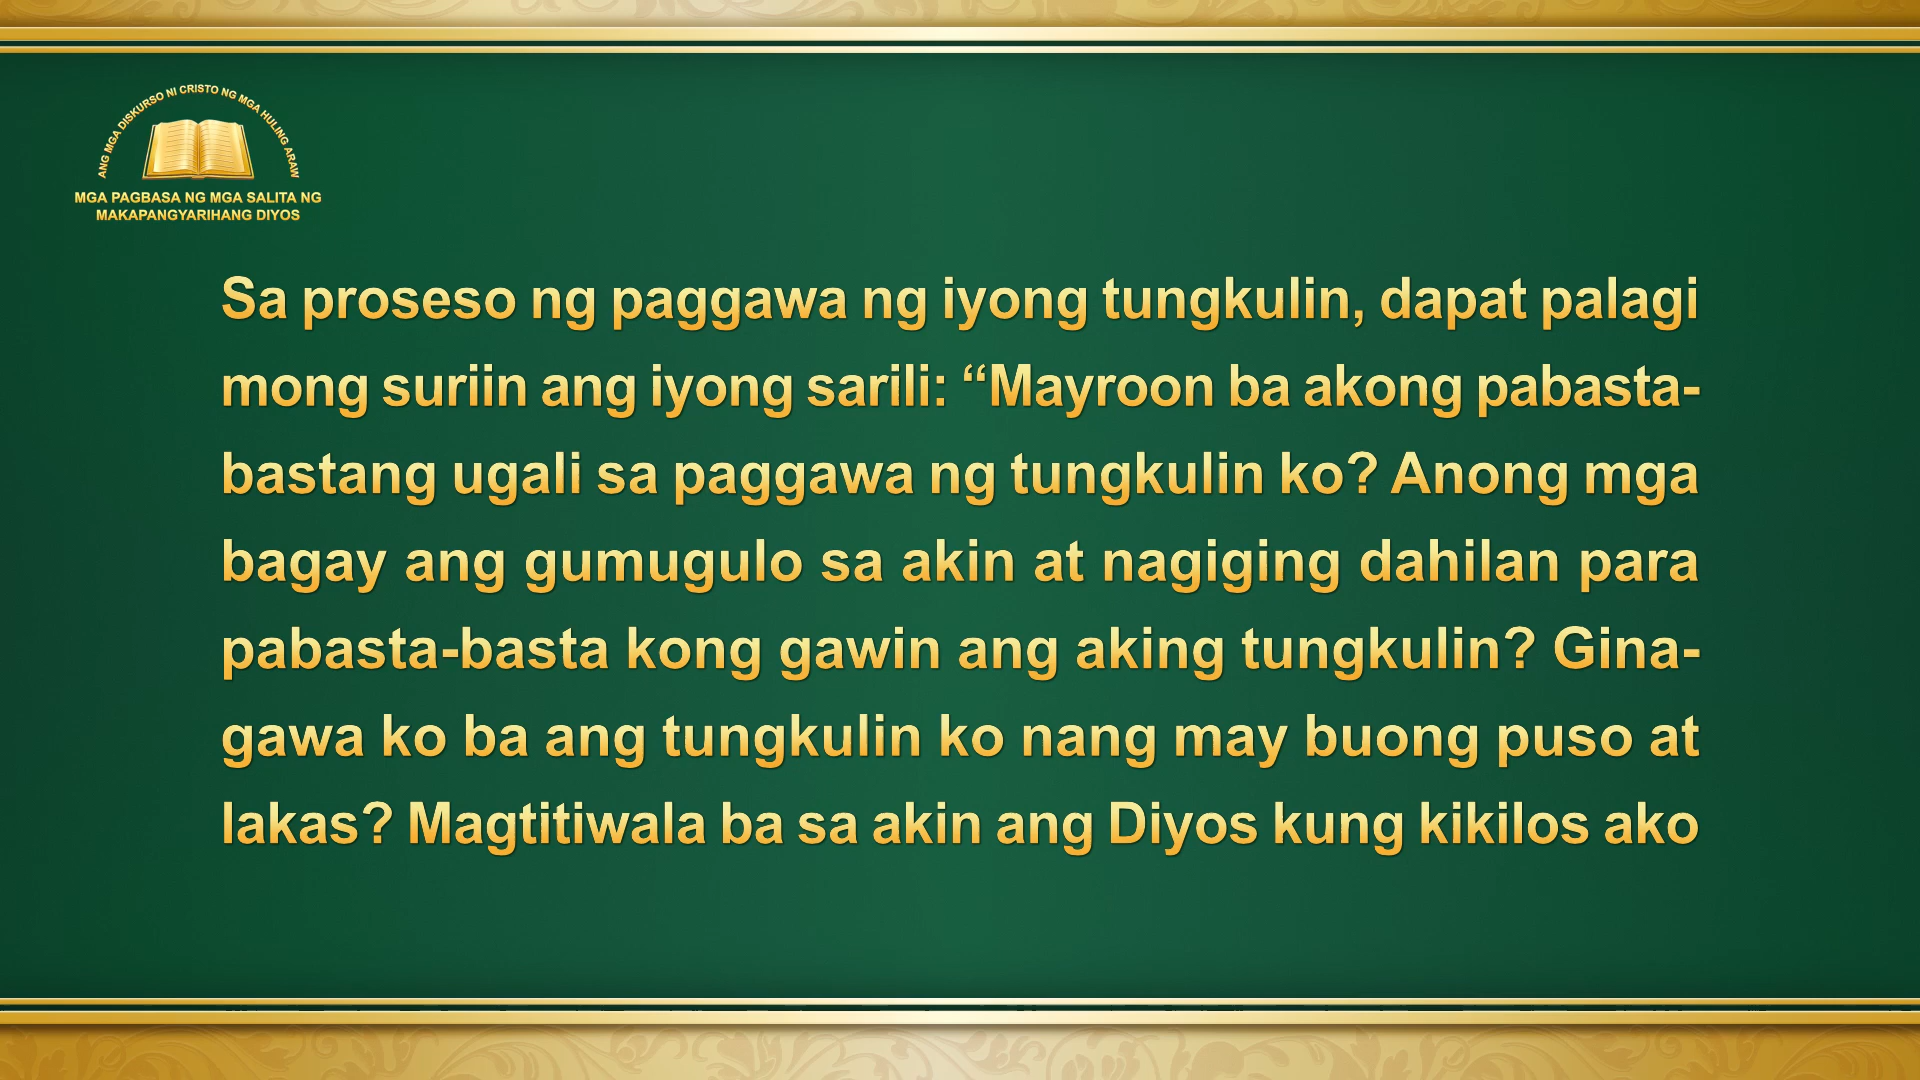 ANG MGA DISKURSO NI CRISTO NG MGA HULING ARAW
MGA PAGBASA NG MGA SALITA NG
MAKAPANGYARIHANG DIYOS
Sa proseso ng paggawa ng iyong tungkulin, dapat palagi
mong suriin ang iyong sarili: “Mayroon ba akong pabasta-
bastang ugali sa paggawa ng tungkulin ko? Anong mga
bagay ang gumugulo sa akin at nagiging dahilan para
pabasta-basta kong gawin ang aking tungkulin? Gina-
gawa ko ba ang tungkulin ko nang may buong puso at
lakas? Magtitiwala ba sa akin ang Diyos kung kikilos ako